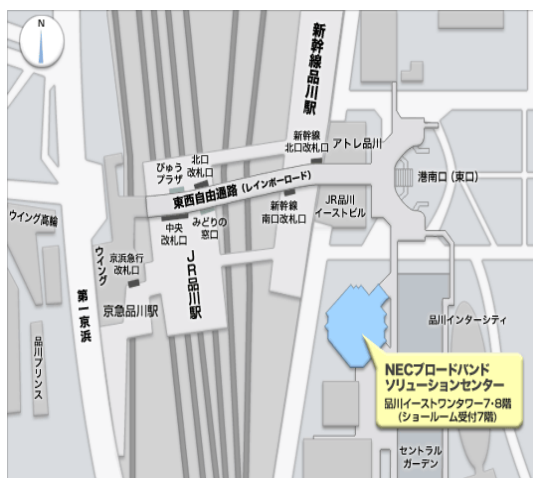 N
新幹線品川駅
新幹線
北口改札口
アトレ品川
北口
改札口
びゅう
プラザ
東西自由通路(レインボーロード)
港南口(東口)
ウイング高輪
ウイング
中央
改札口
みどりの
窓口
新幹線
南口改札口
JR品川
イーストビル
京浜急行
改札口
JR品川駅
京急品川駅
第一京浜
品川プリンス
品川インターシティ
NECブロードバンド
ソリューションセンター
品川イーストワンタワー7・8階
(ショールーム受付7階)
セントラル
ガーデン